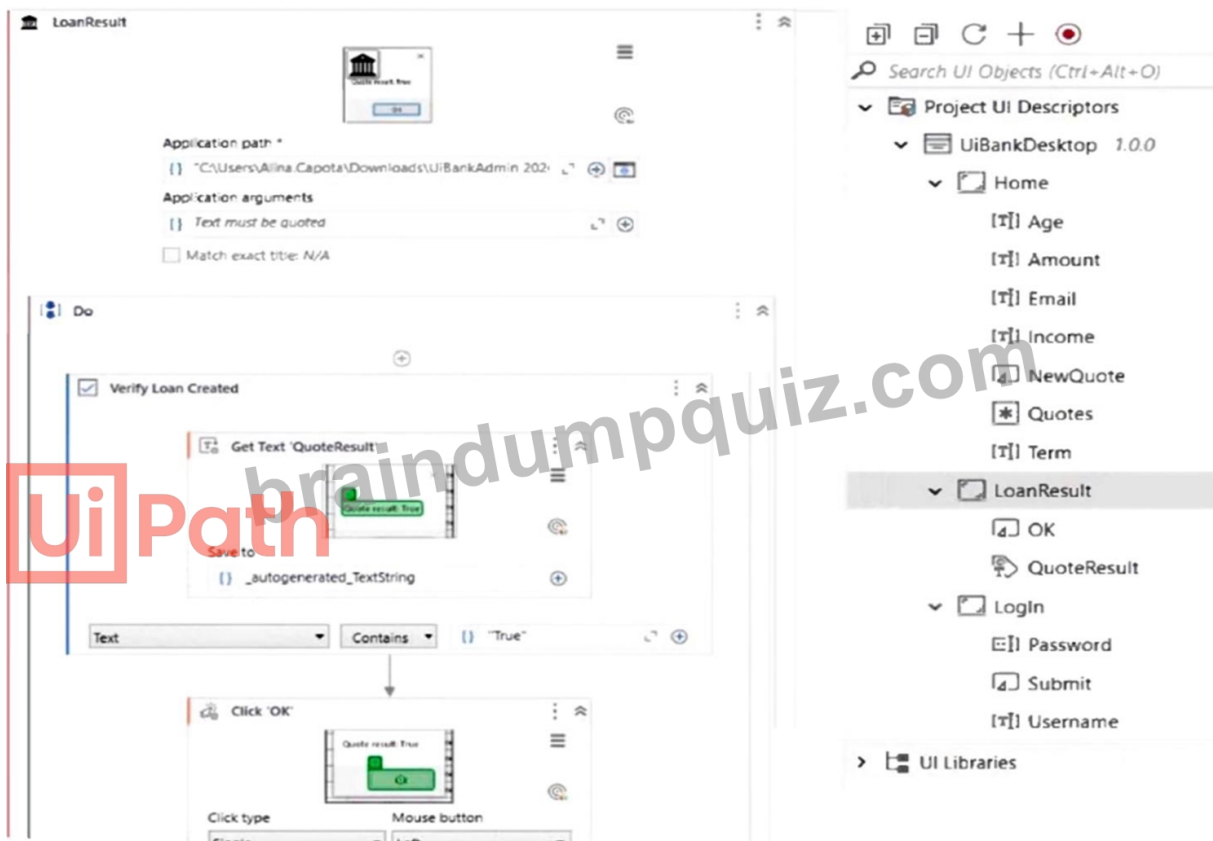 LoanResult
Quote result: True
Application path *
"C:\Users\Alina.Capota\Downloads\UiBankAdmin 202
Application arguments
Text must be quoted
Match exact title: N/A
Do
Verify Loan Created
Get Text 'QuoteResult'
Quote result: True
Save to
_autogenerated_TextString
Text Contains "True"
Click 'OK'
Quote result: True
Click type Mouse button
Search UI Objects (Ctrl+Alt+O)
Project UI Descriptors
UiBankDesktop 1.0.0
Home
Age
Amount
Email
Income
NewQuote
Quotes
Term
LoanResult
OK
QuoteResult
LogIn
Password
Submit
Username
UI Libraries
UiPath
braindumpquiz.com